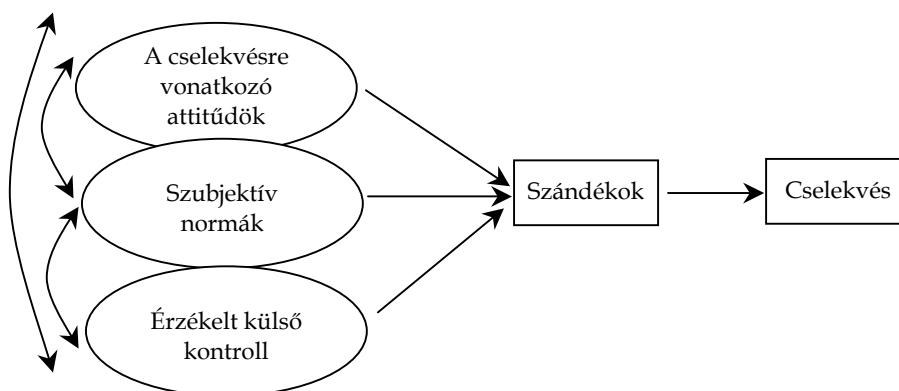 A cselekvésre
vonatkozó
attitűdök
Szubjektív
normák
Érzékelt külső
kontroll
Szándékok
Cselekvés